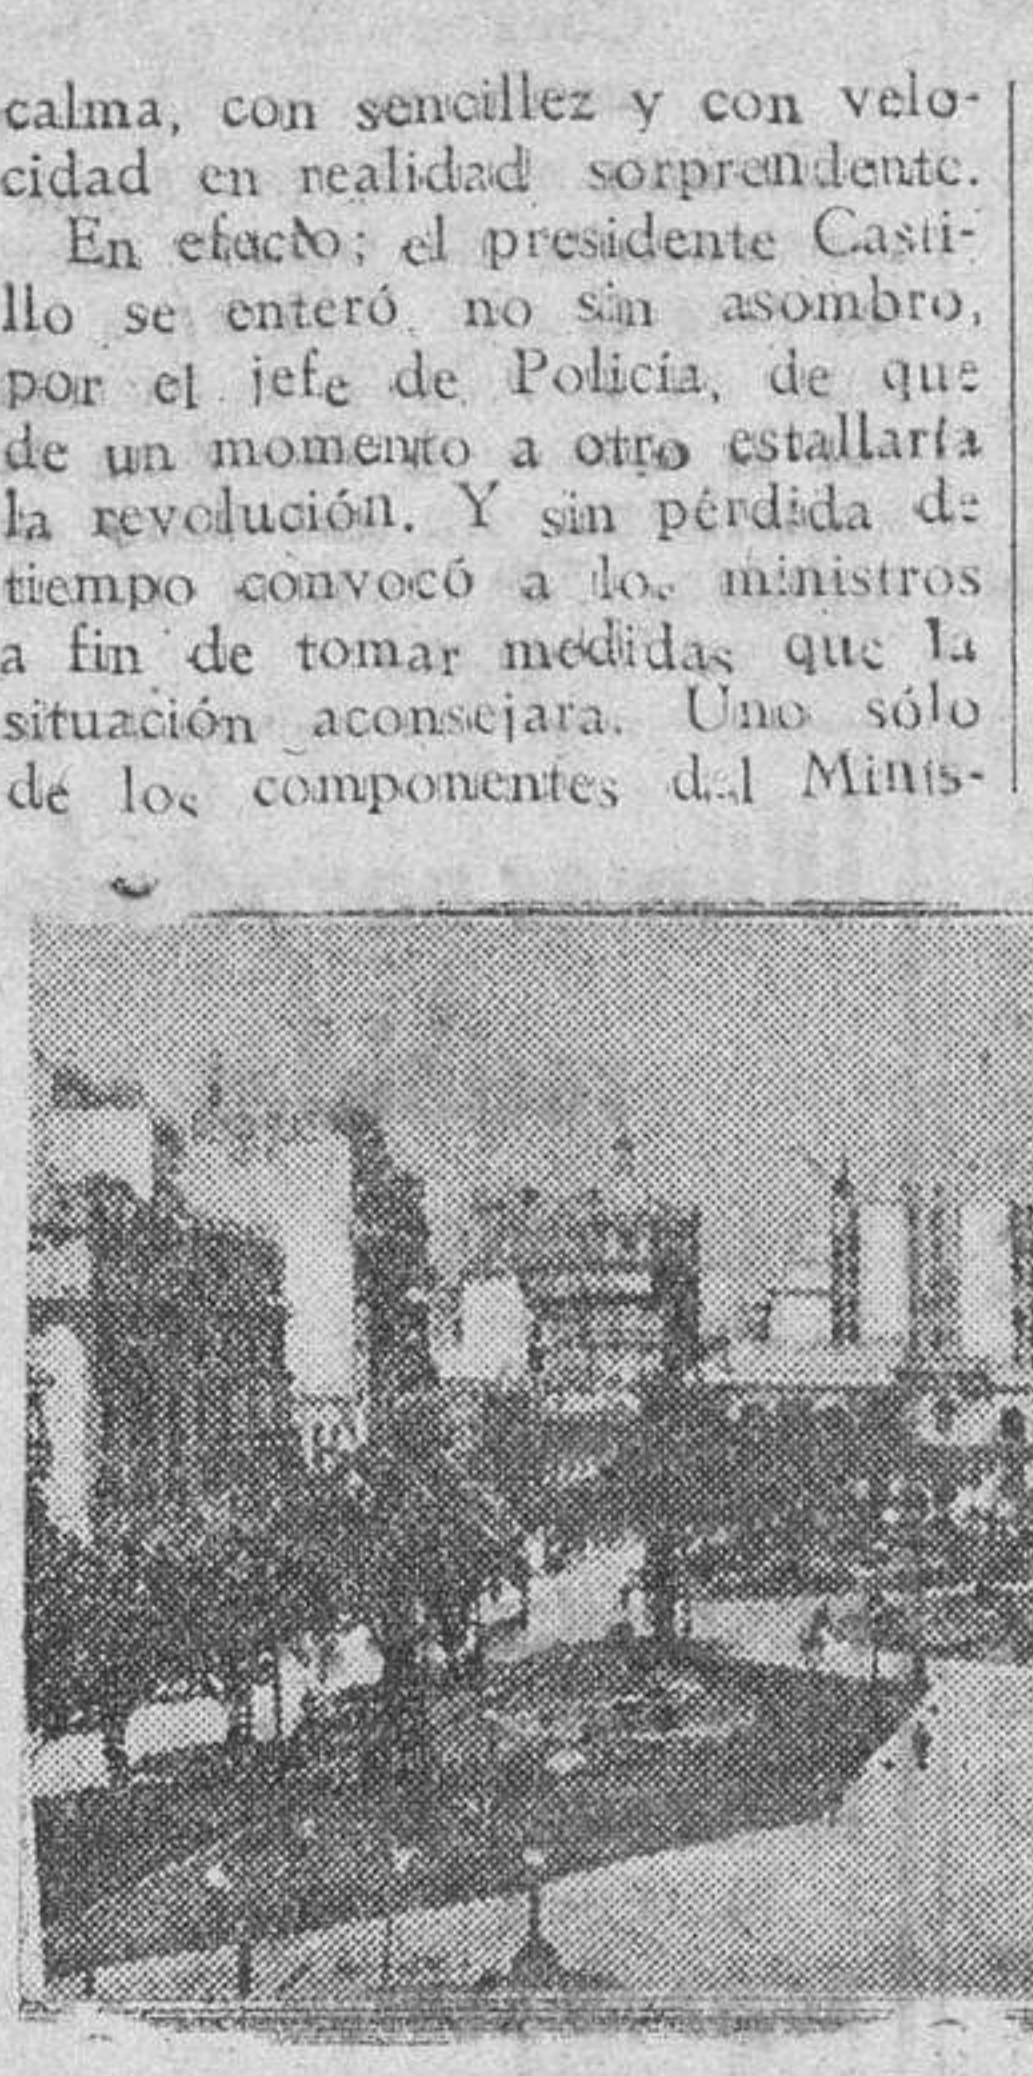 calma, con sencillez y con velo-
cidad en realidad sorprendente.
En efecto; el presidente Casti-
llo se enteró no sin asombro,
por el jefe de Policía, de que
de un momento a otro estallaría
la revolución. Y sin pérdida de
tiempo convocó a los ministros
a fin de tomar medidas que la
situación aconsejara. Uno sólo
de los componentes del Minis-